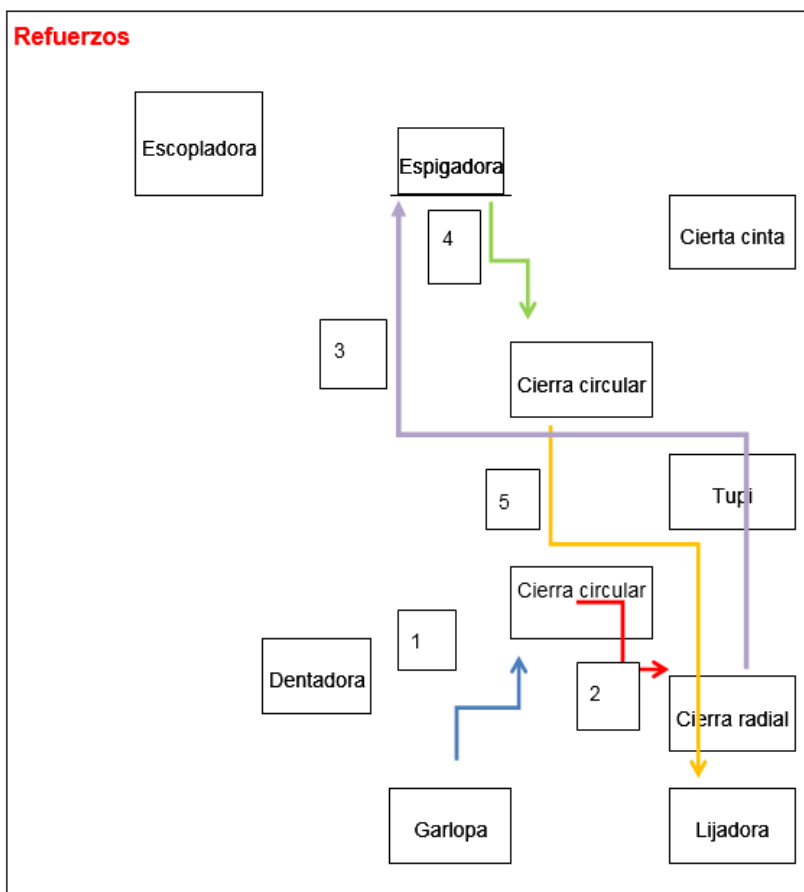 Refuerzos
Escopladora
Espigadora
Cierta cinta
4
3
Cierra circular
Tupi
5
Cierra circular
1
Dentadora
2
Cierra radial
Garlopa
Lijadora